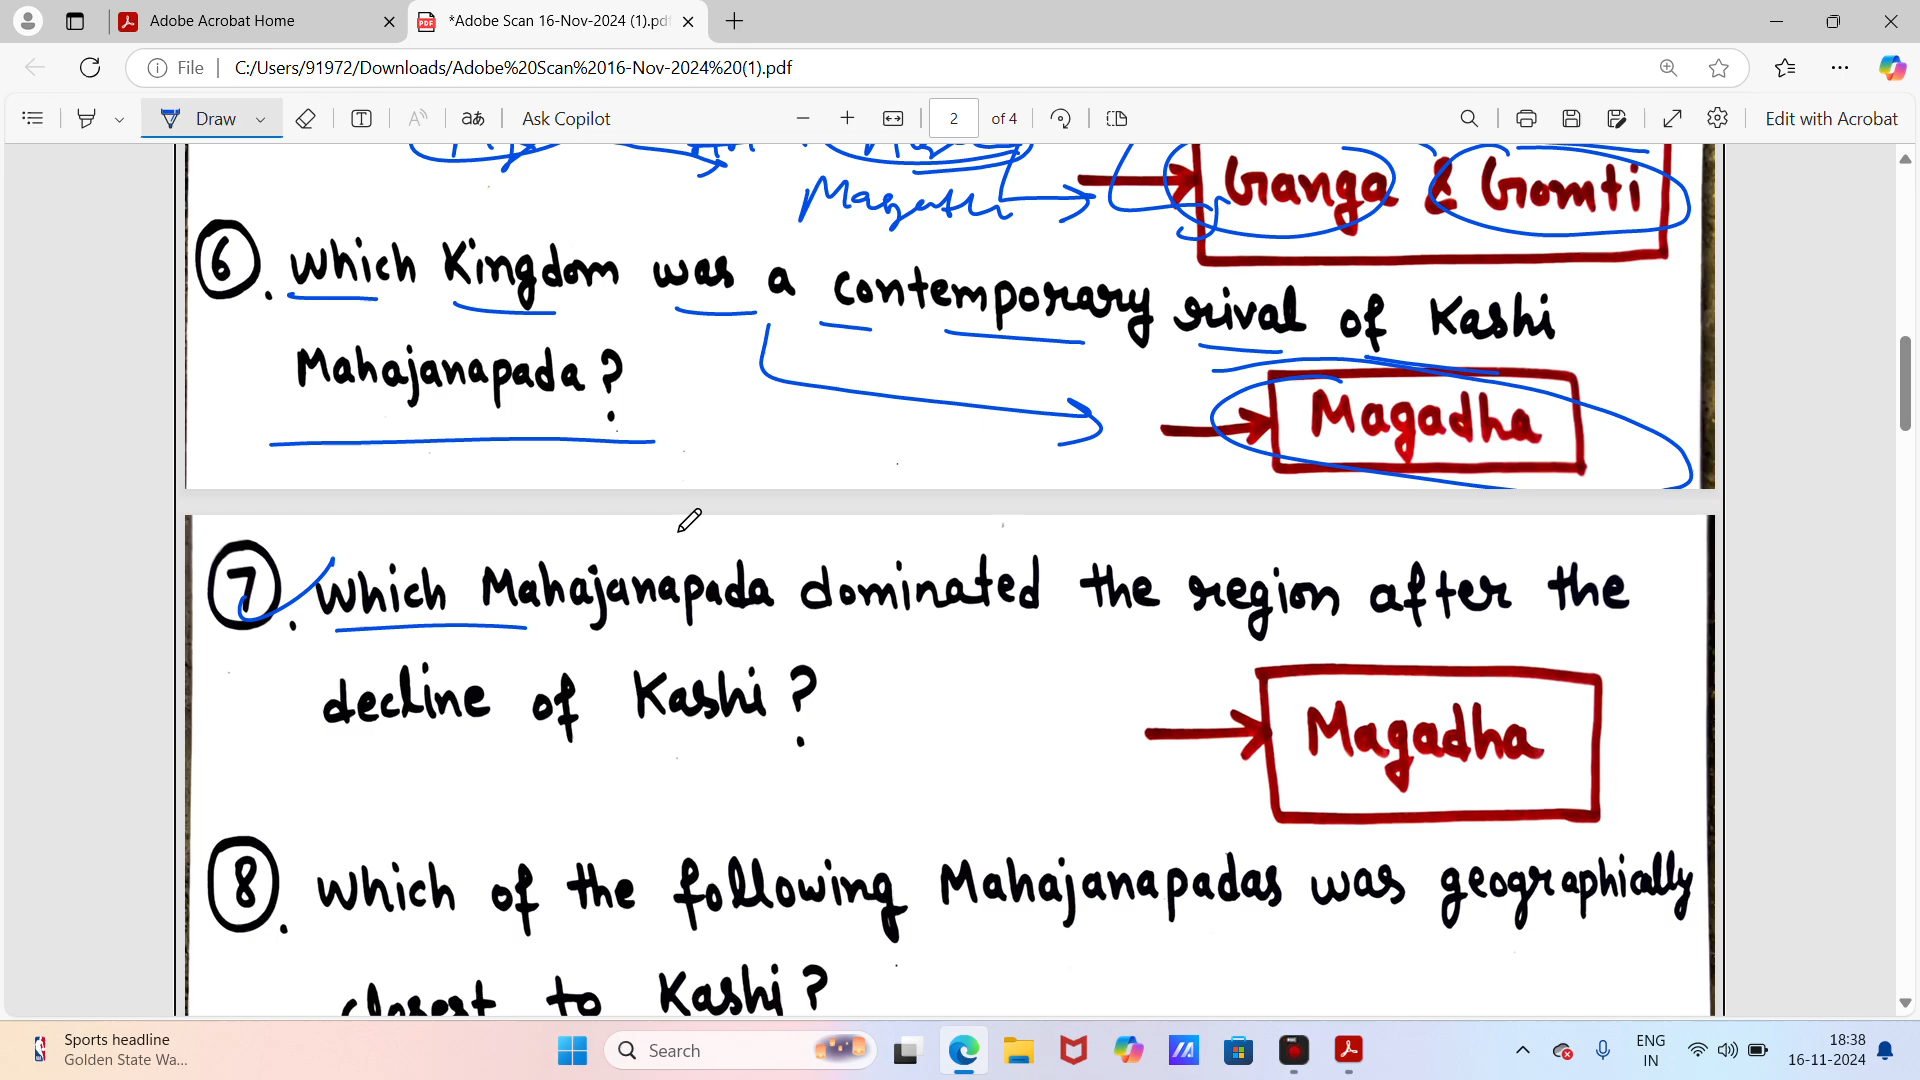 Adobe Acrobat Home
*Adobe Scan 16-Nov-2024 (1).pdf
File
C:/Users/91972/Downloads/Adobe%20Scan%2016-Nov-2024%20(1).pdf
Draw
Ask Copilot
2 of 4
Edit with Acrobat
Ganga & Gomti
Magadh
6. Which Kingdom was a contemporary rival of Kashi
Mahajanapada?
Magadha
7. Which Mahajanapada dominated the region after the
decline of Kashi?
Magadha
8. Which of the following Mahajanapadas was geographically
closest to Kashi?
Sports headline
Golden State Wa...
Search
ENG
IN
18:38
16-11-2024